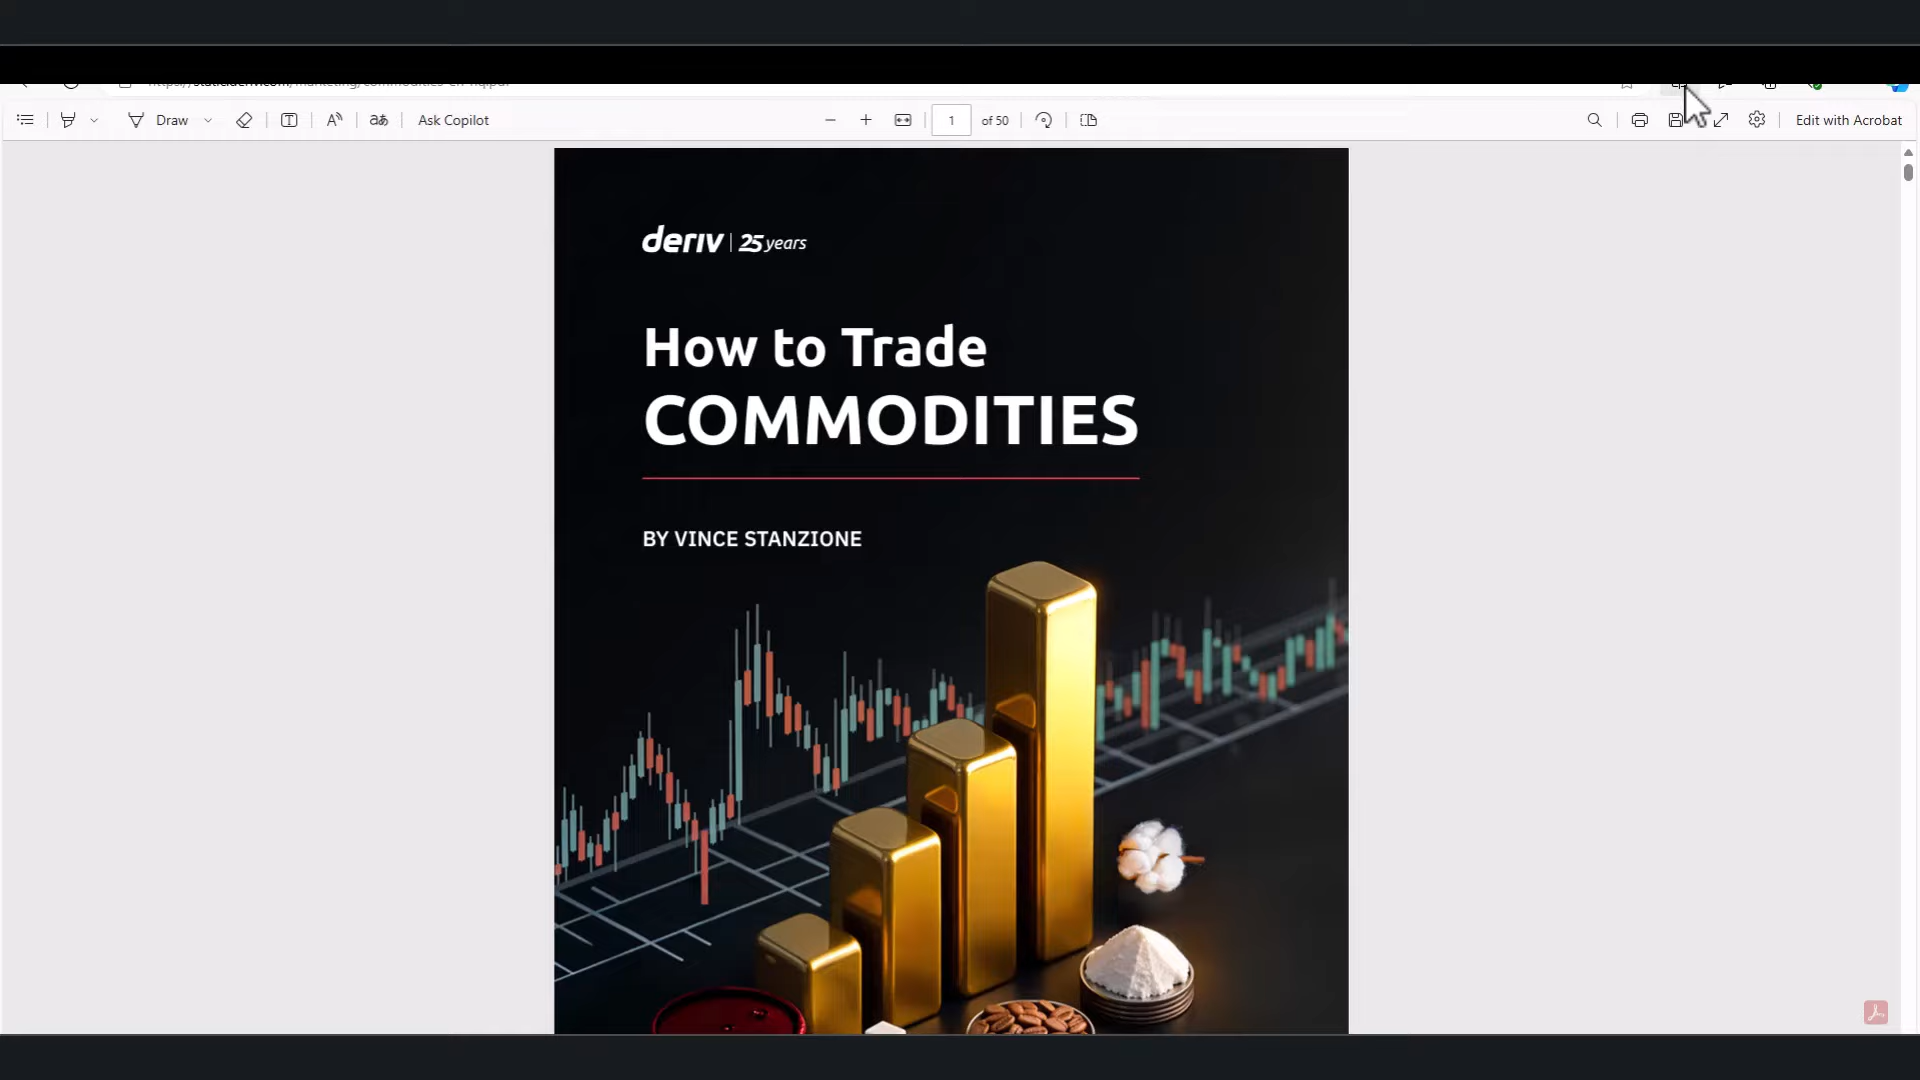 Draw
Ask Copilot
1 of 50
Edit with Acrobat
deriv | 25 years
How to Trade
COMMODITIES
BY VINCE STANZIONE